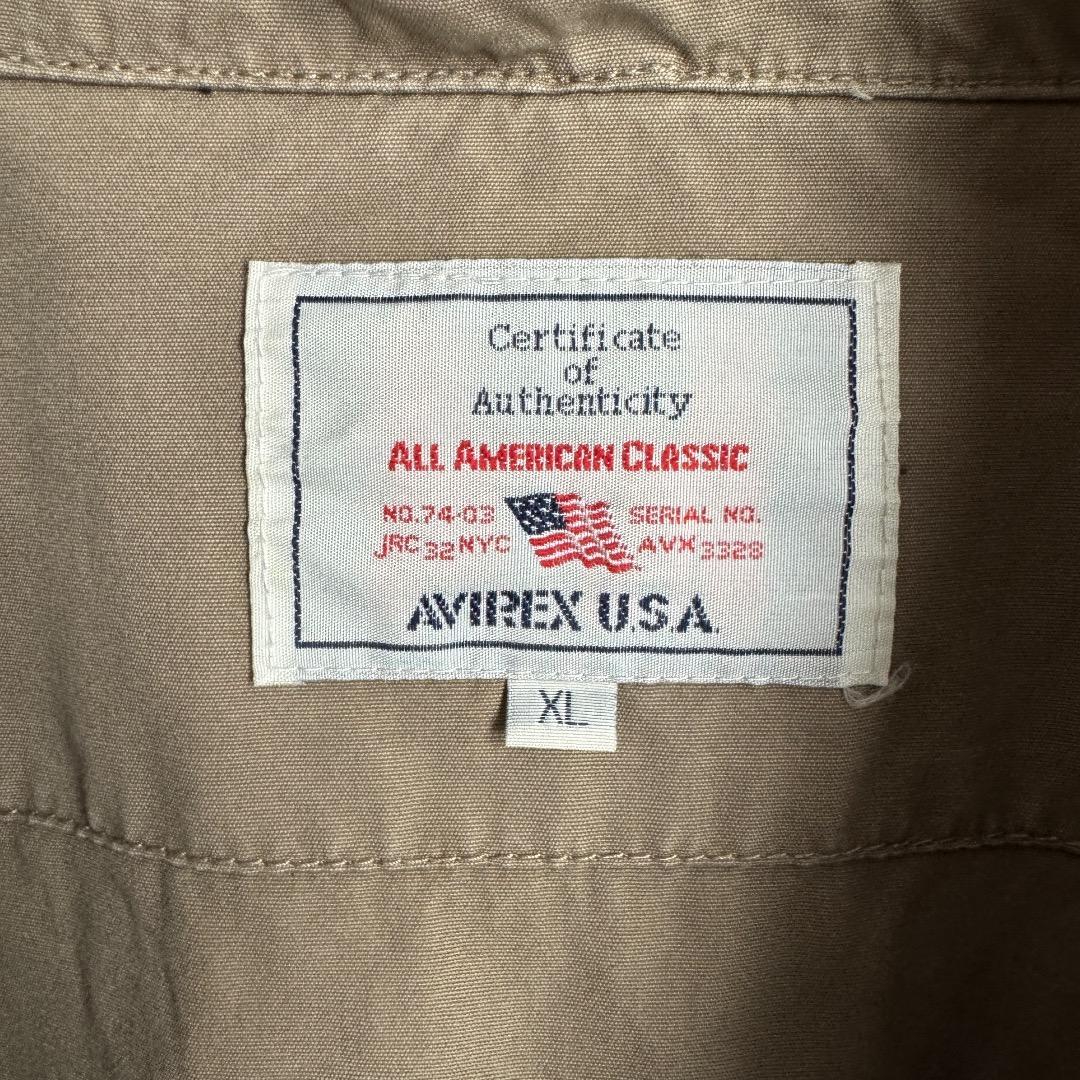 Certificate
of
Authenticity
ALL AMERICAN CLASSIC
NO.74-03 SERIAL NO.
JRC 32 NYC AVX 3328
AVIREX U.S.A.
XL